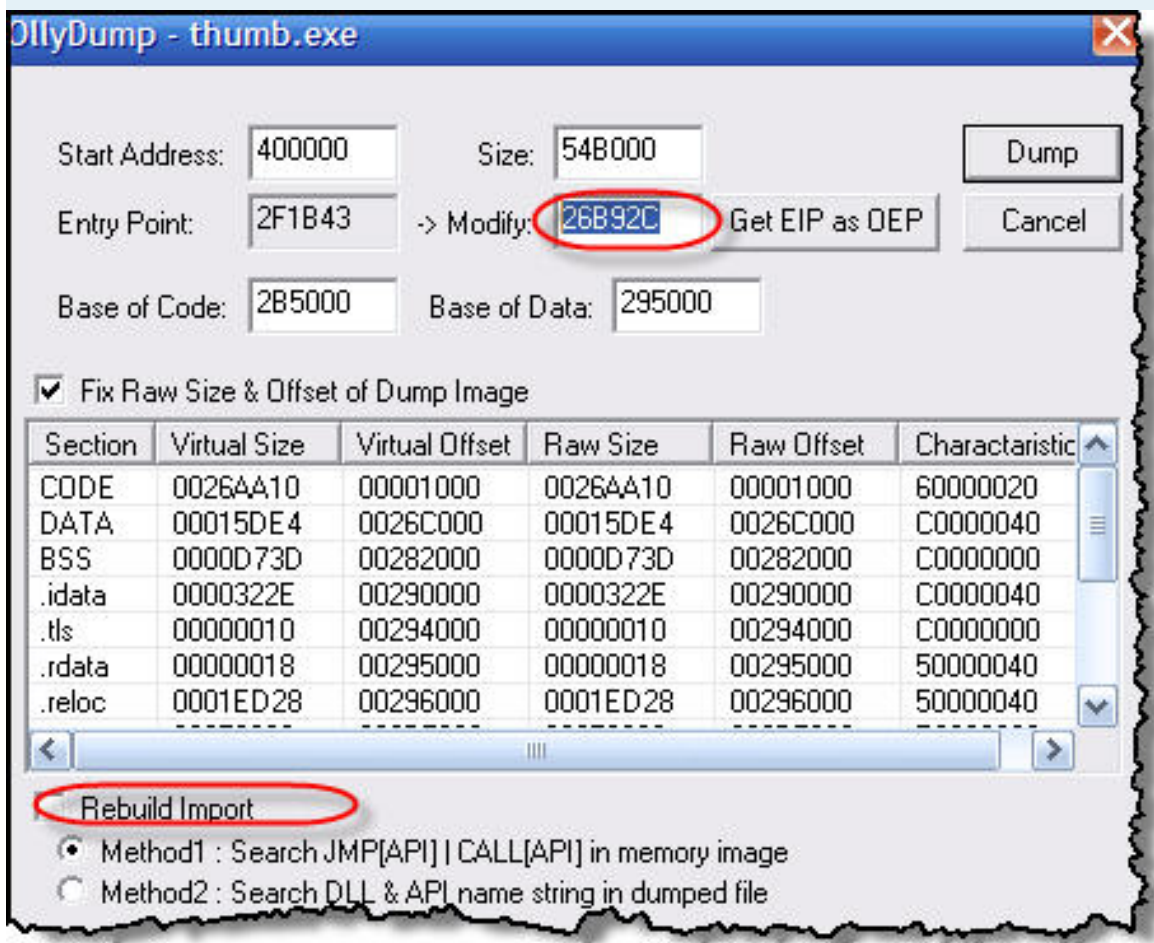 OllyDump - thumb.exe
Start Address: 400000 Size: 54B000 Dump
Entry Point: 2F1B43 -> Modify: 26B92C Get EIP as OEP Cancel
Base of Code: 2B5000 Base of Data: 295000
Fix Raw Size & Offset of Dump Image
Section Virtual Size Virtual Offset Raw Size Raw Offset Charactaristic
CODE 0026AA10 00001000 0026AA10 00001000 60000020
DATA 00015DE4 0026C000 00015DE4 0026C000 C0000040
BSS 0000D73D 00282000 0000D73D 00282000 C0000000
.idata 0000322E 00290000 0000322E 00290000 C0000040
.tls 00000010 00294000 00000010 00294000 C0000000
.rdata 00000018 00295000 00000018 00295000 50000040
.reloc 0001ED28 00296000 0001ED28 00296000 50000040
Rebuild Import
Method1 : Search JMP[API] | CALL[API] in memory image
Method2 : Search DLL & API name string in dumped file